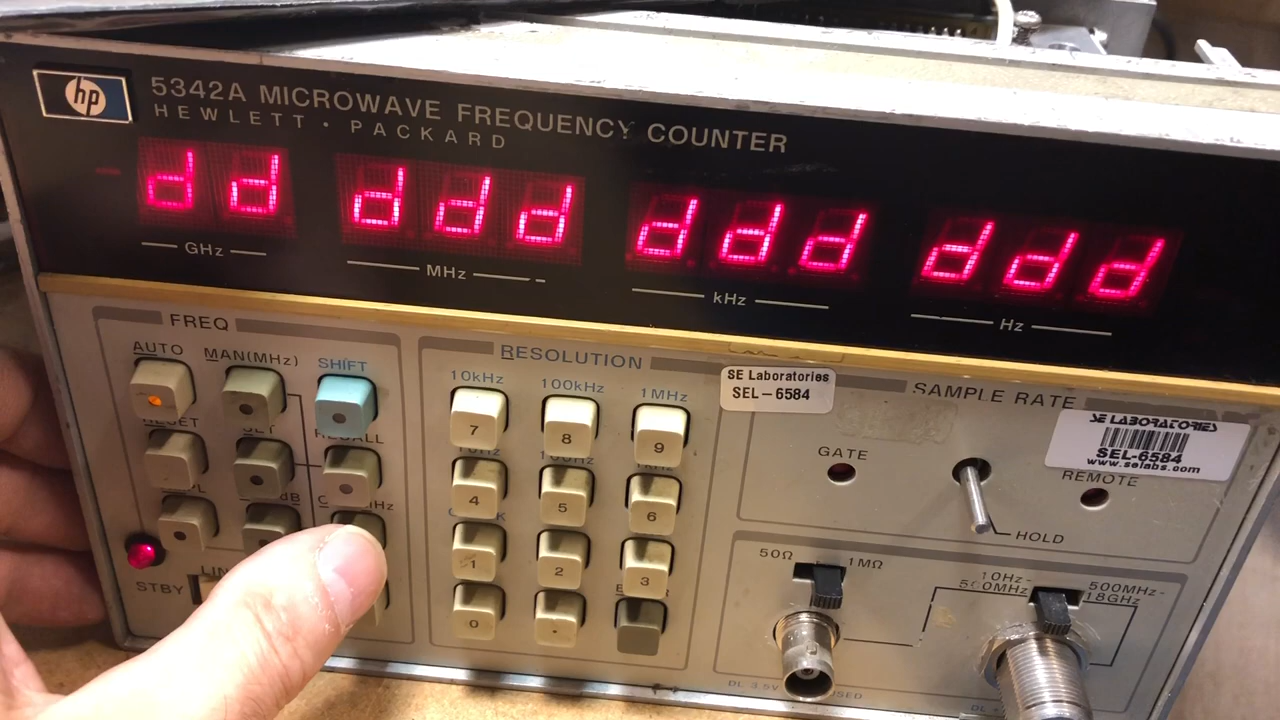 hp
5342A MICROWAVE FREQUENCY COUNTER
HEWLETT · PACKARD
dd ddd ddd ddd
GHz
MHz
kHz
Hz
FREQ
AUTO
MAN(MHz)
SHIFT
RESET
SET
RECALL
STBY
RESOLUTION
10kHz
100kHz
1MHz
7
8
9
4
5
6
1
2
3
0
.
SE Laboratories
SEL-6584
SAMPLE RATE
SE LABORATORIES
SEL-6584
www.selabs.com
GATE
REMOTE
HOLD
50Ω
1MΩ
10Hz-
500MHz
500MHz-
18GHz